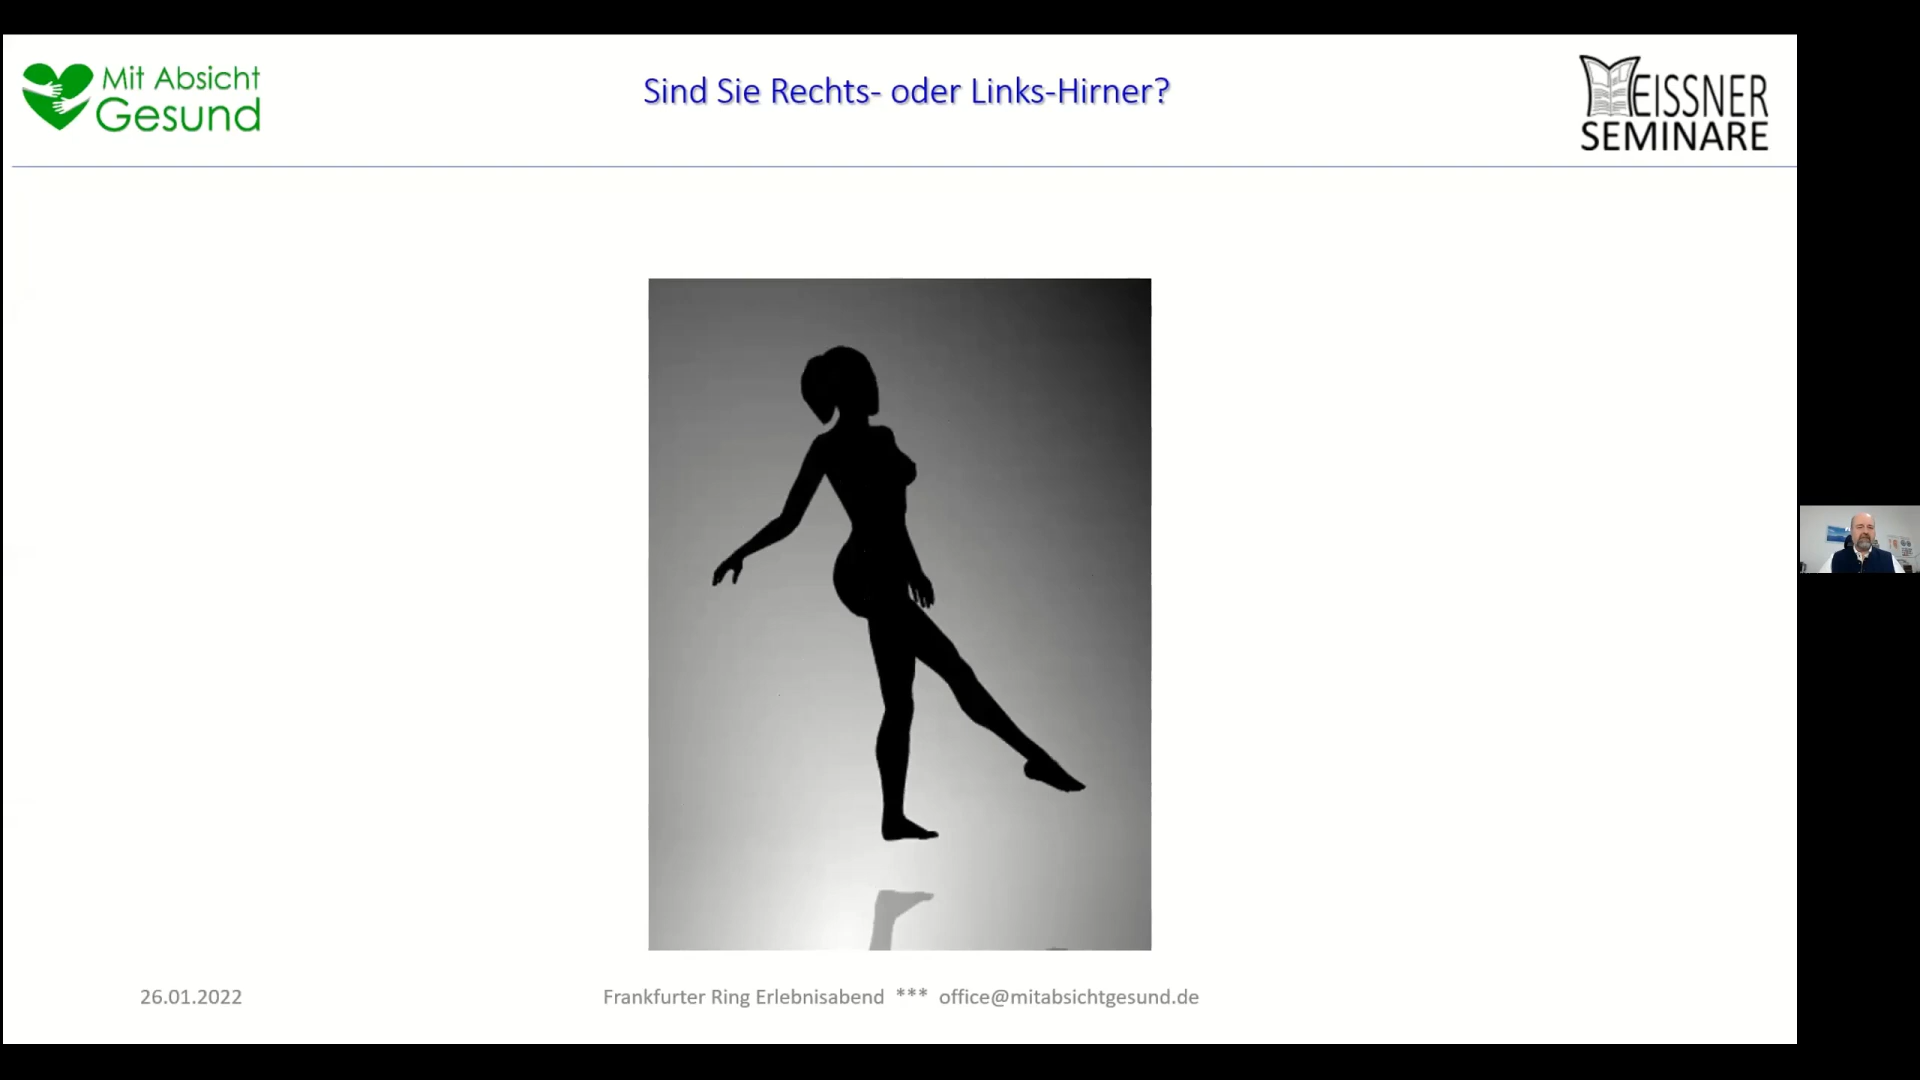 Mit Absicht
Gesund
Sind Sie Rechts- oder Links-Hirner?
WEISSNER
SEMINARE
26.01.2022
Frankfurter Ring Erlebnisabend *** office@mitabsichtgesund.de